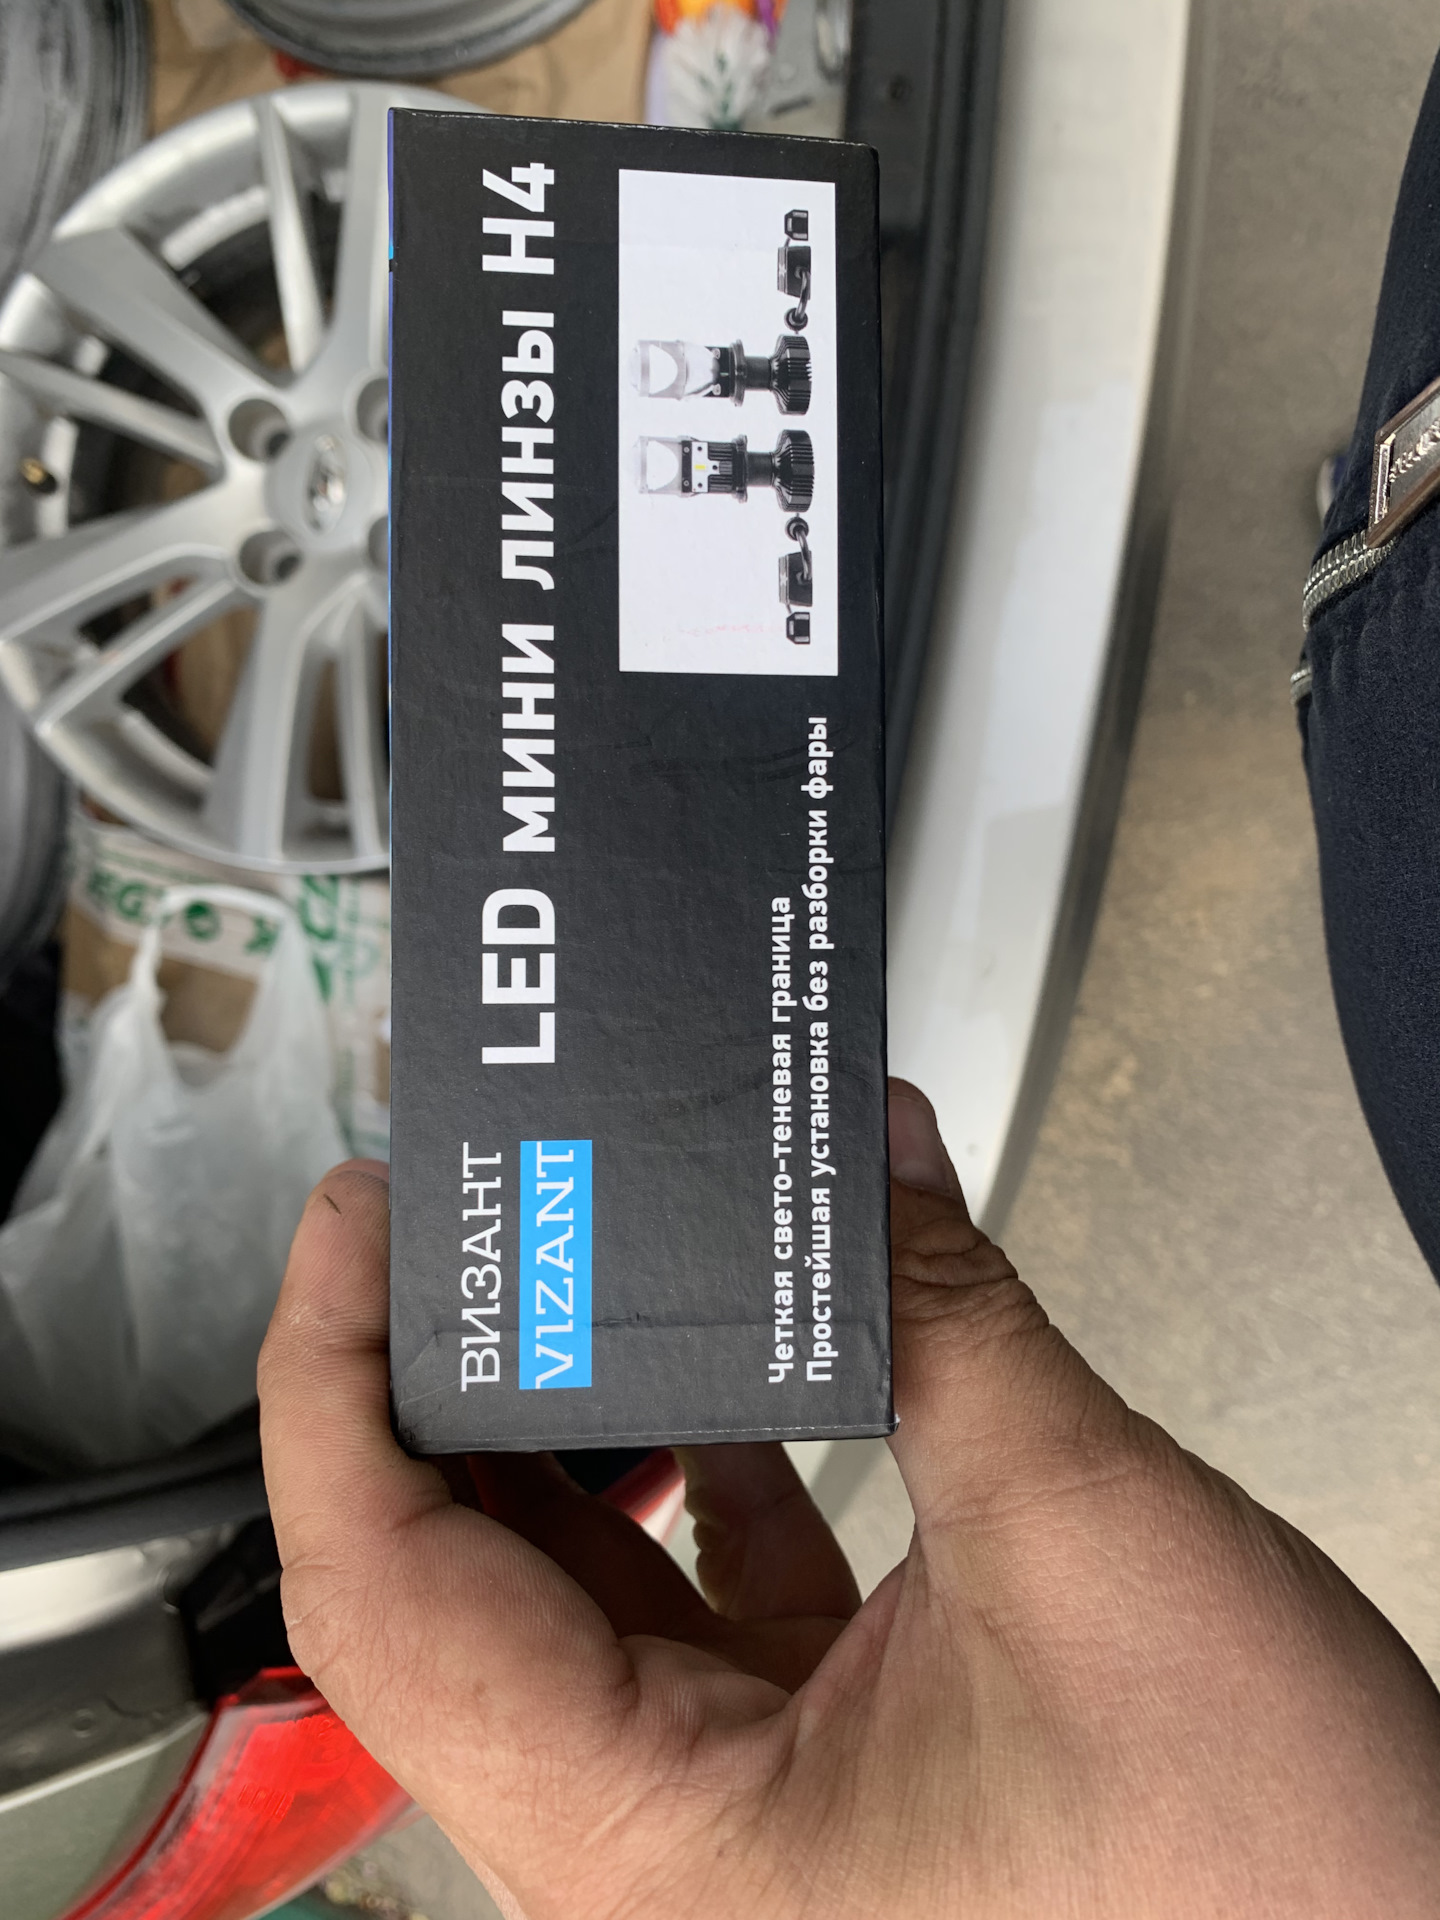 ВИЗАНТ
VIZANT
LED мини линзы H4
Четкая свето-теневая граница
Простейшая установка без разборки фары